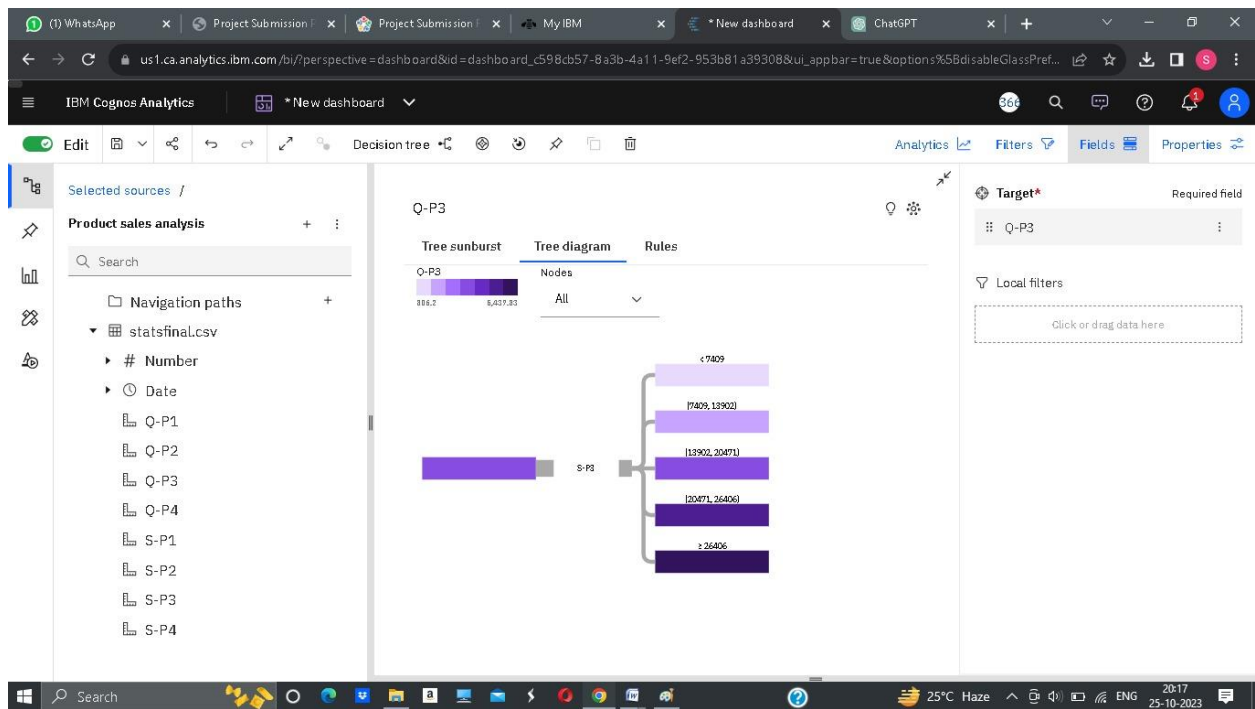 (1) WhatsApp
Project Submission F
Project Submission F
My IBM
* New dashboard
ChatGPT
us1.ca.analytics.ibm.com/bi/?perspective=dashboard&id=dashboard_c598cb57-8a3b-4a11-9ef2-953b81a39308&ui_appbar=true&options%5BdisableGlassPref...
S
IBM Cognos Analytics
* New dashboard
366
1
Edit
Decision tree
Analytics
Filters
Fields
Properties
Selected sources /
Product sales analysis
Search
Navigation paths
statsfinal.csv
# Number
Date
Q-P1
Q-P2
Q-P3
Q-P4
S-P1
S-P2
S-P3
S-P4
Q-P3
Tree sunburst
Tree diagram
Rules
Q-P3
Nodes
806.2
5,437.83
All
< 7409
[7409, 13902)
[13902, 20471)
S-P3
[20471, 26406)
≥ 26406
Target*
Required field
Q-P3
Local filters
Click or drag data here
Search
25°C Haze
ENG
20:17
25-10-2023